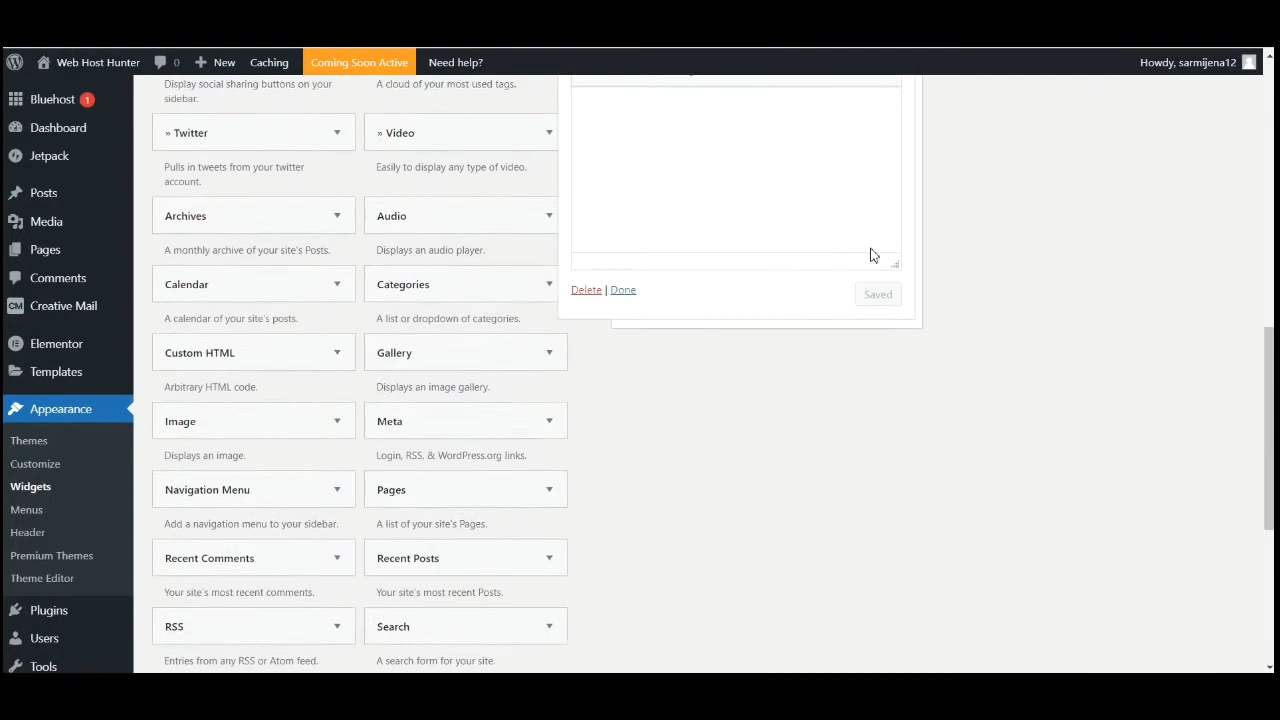 Web Host Hunter 0 New Caching Coming Soon Active Need help? Howdy, sarmijena12
Bluehost 1
Dashboard
Jetpack
Posts
Media
Pages
Comments
Creative Mail
Elementor
Templates
Appearance
Themes
Customize
Widgets
Menus
Header
Premium Themes
Theme Editor
Plugins
Users
Tools
Display social sharing buttons on your
sidebar.
A cloud of your most used tags.
» Twitter
Pulls in tweets from your twitter
account.
» Video
Easily to display any type of video.
Archives
A monthly archive of your site's Posts.
Audio
Displays an audio player.
Calendar
A calendar of your site's posts.
Categories
A list or dropdown of categories.
Custom HTML
Arbitrary HTML code.
Gallery
Displays an image gallery.
Image
Displays an image.
Meta
Login, RSS, & WordPress.org links.
Navigation Menu
Add a navigation menu to your sidebar.
Pages
A list of your site's Pages.
Recent Comments
Your site's most recent comments.
Recent Posts
Your site's most recent Posts.
RSS
Entries from any RSS or Atom feed.
Search
A search form for your site.
Delete | Done
Saved